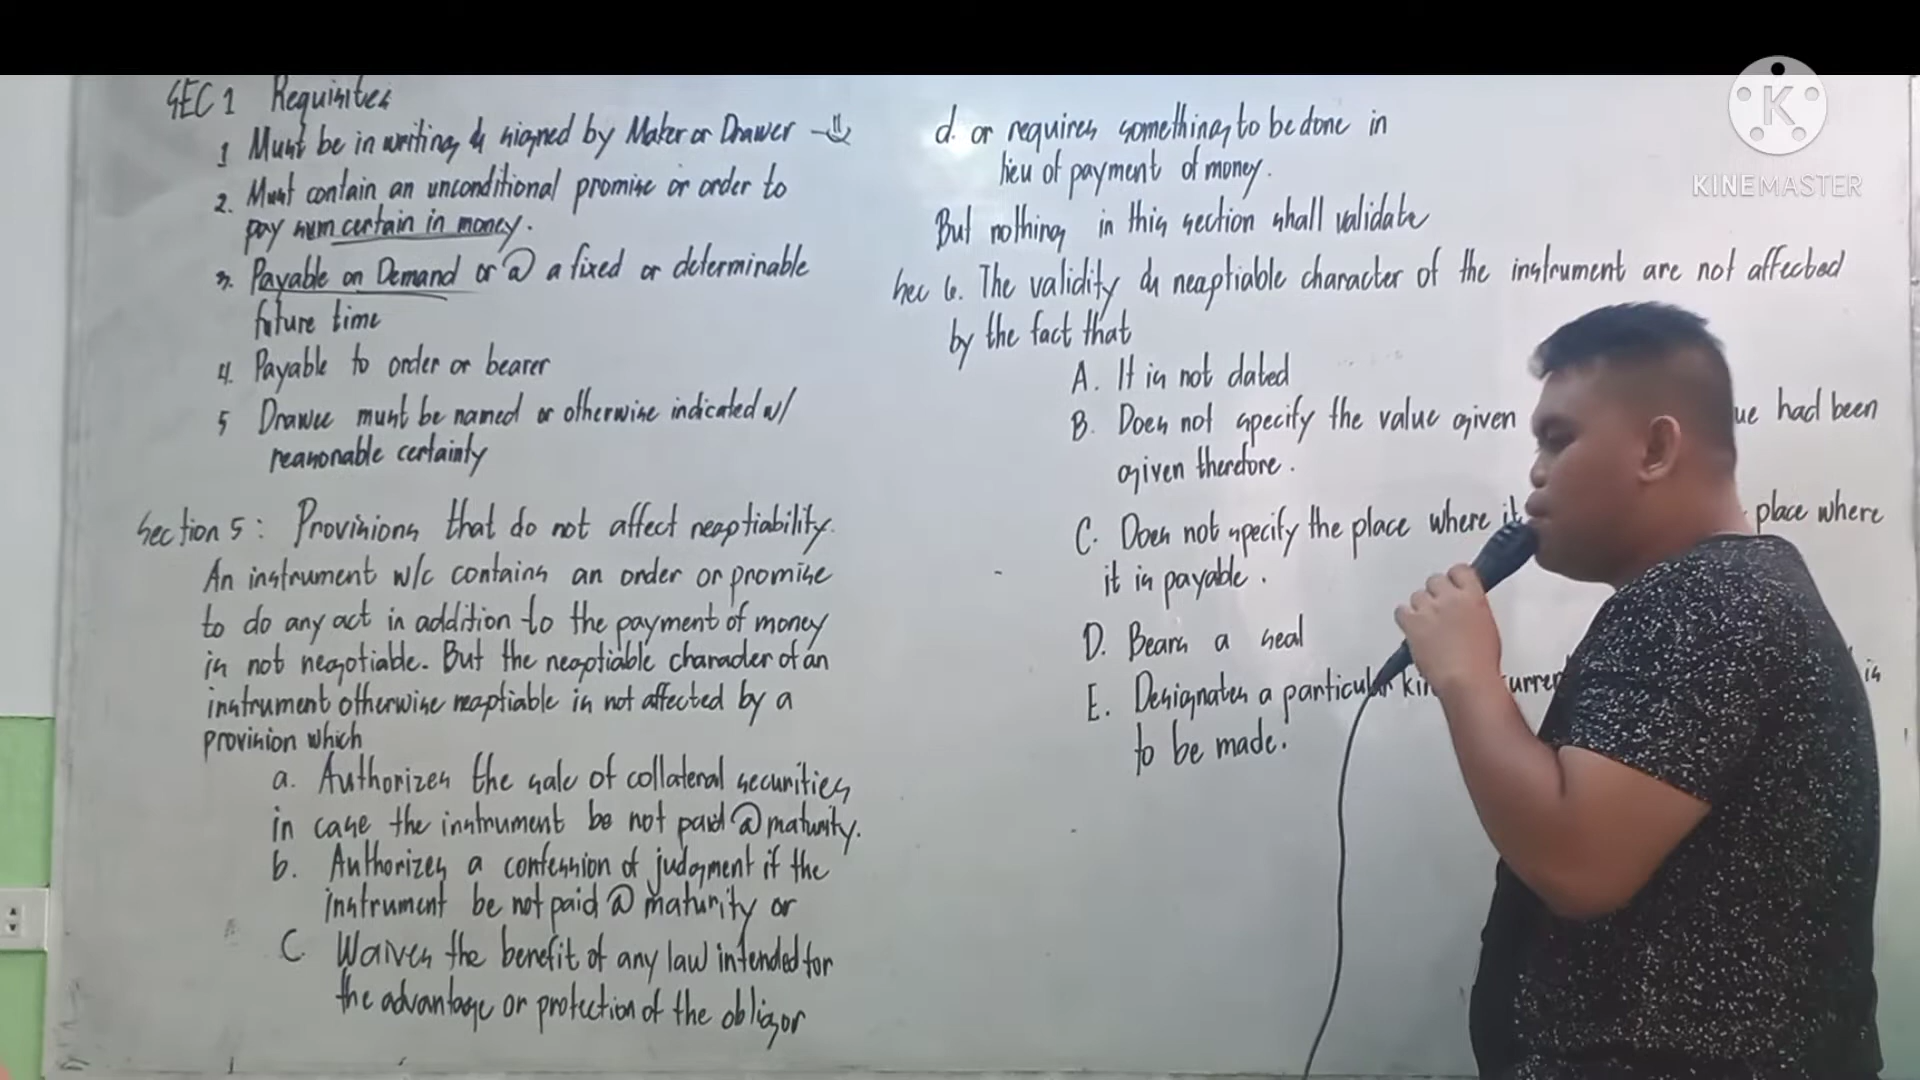 SEC 1 Requisites
1 Must be in writing & signed by Maker or Drawer
2. Must contain an unconditional promise or order to
pay sum certain in money.
3. Payable on Demand or @ a fixed or determinable
future time
4. Payable to order or bearer
5 Drawee must be named or otherwise indicated w/
reasonable certainty
Section 5: Provisions that do not affect negotiability.
An instrument w/c contains an order or promise
to do any act in addition to the payment of money
is not negotiable. But the negotiable character of an
instrument otherwise negotiable is not affected by a
provision which
a. Authorizes the sale of collateral securities
in case the instrument be not paid @ maturity.
b. Authorizes a confession of judgment if the
instrument be not paid @ maturity or
C. Waives the benefit of any law intended for
the advantage or protection of the obligor
d. or requires something to be done in
lieu of payment of money.
But nothing in this section shall validate
Sec 6. The validity & negotiable character of the instrument are not affected
by the fact that
A. It is not dated
B. Does not specify the value given had been
given therefore.
C. Does not specify the place where it place where
it is payable.
D. Bears a seal
E. Designates a particular is
to be made.
K
KINEMASTER